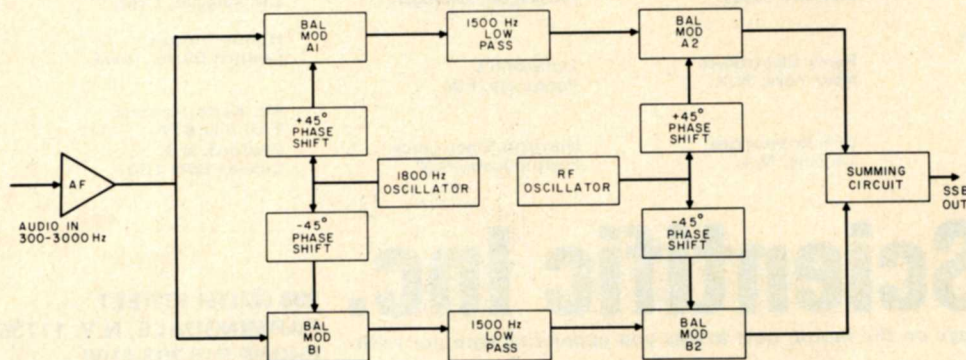 BAL
MOD
A1
1500 Hz
LOW
PASS
BAL
MOD
A2
+45°
PHASE
SHIFT
+45°
PHASE
SHIFT
AF
1800 Hz
OSCILLATOR
RF
OSCILLATOR
SUMMING
CIRCUIT
SSB
OUT
AUDIO IN
300-3000 Hz
-45°
PHASE
SHIFT
-45°
PHASE
SHIFT
BAL
MOD
B1
1500 Hz
LOW
PASS
BAL
MOD
B2